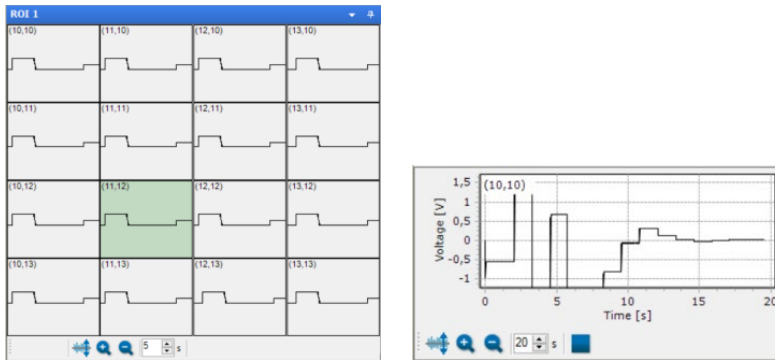 ROI 1
(10,10) (11,10) (12,10) (13,10)
(10,11) (11,11) (12,11) (13,11)
(10,12) (11,12) (12,12) (13,12)
(10,13) (11,13) (12,13) (13,13)
5 s
(10,10)
Voltage [V]
1,5
1
0,5
0
-0,5
-1
0 5 10 15 20
Time [s]
20 s